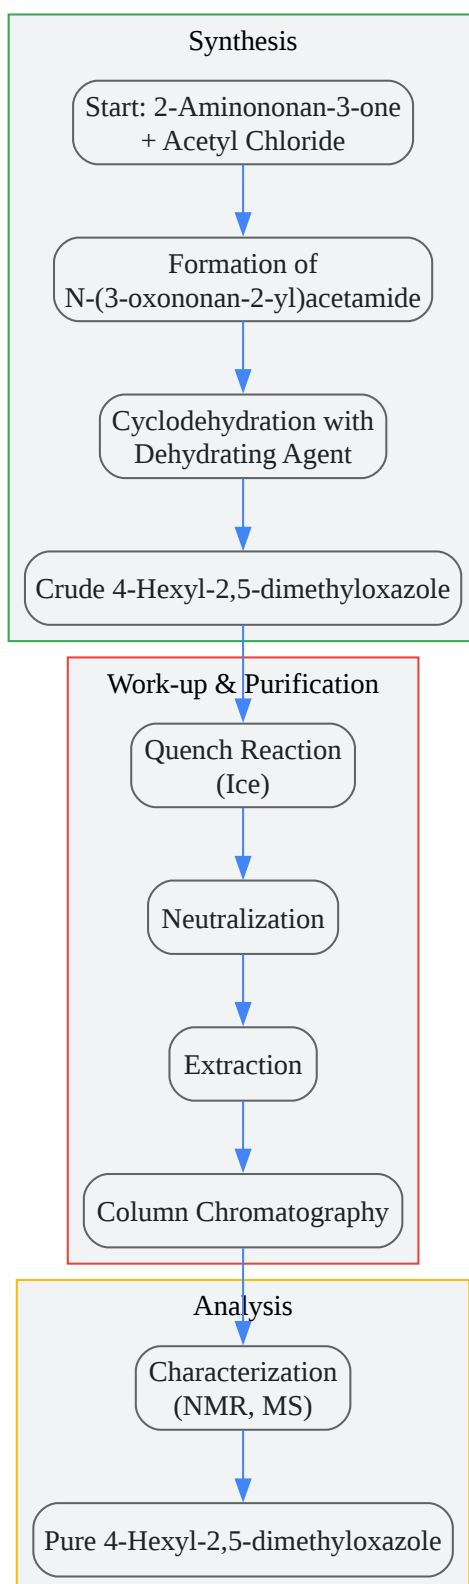 Synthesis
Start: 2-Aminononan-3-one
+ Acetyl Chloride
Formation of
N-(3-oxononan-2-yl)acetamide
Cyclodehydration with
Dehydrating Agent
Crude 4-Hexyl-2,5-dimethyloxazole
Work-up & Purification
Quench Reaction
(Ice)
Neutralization
Extraction
Column Chromatography
Analysis
Characterization
(NMR, MS)
Pure 4-Hexyl-2,5-dimethyloxazole